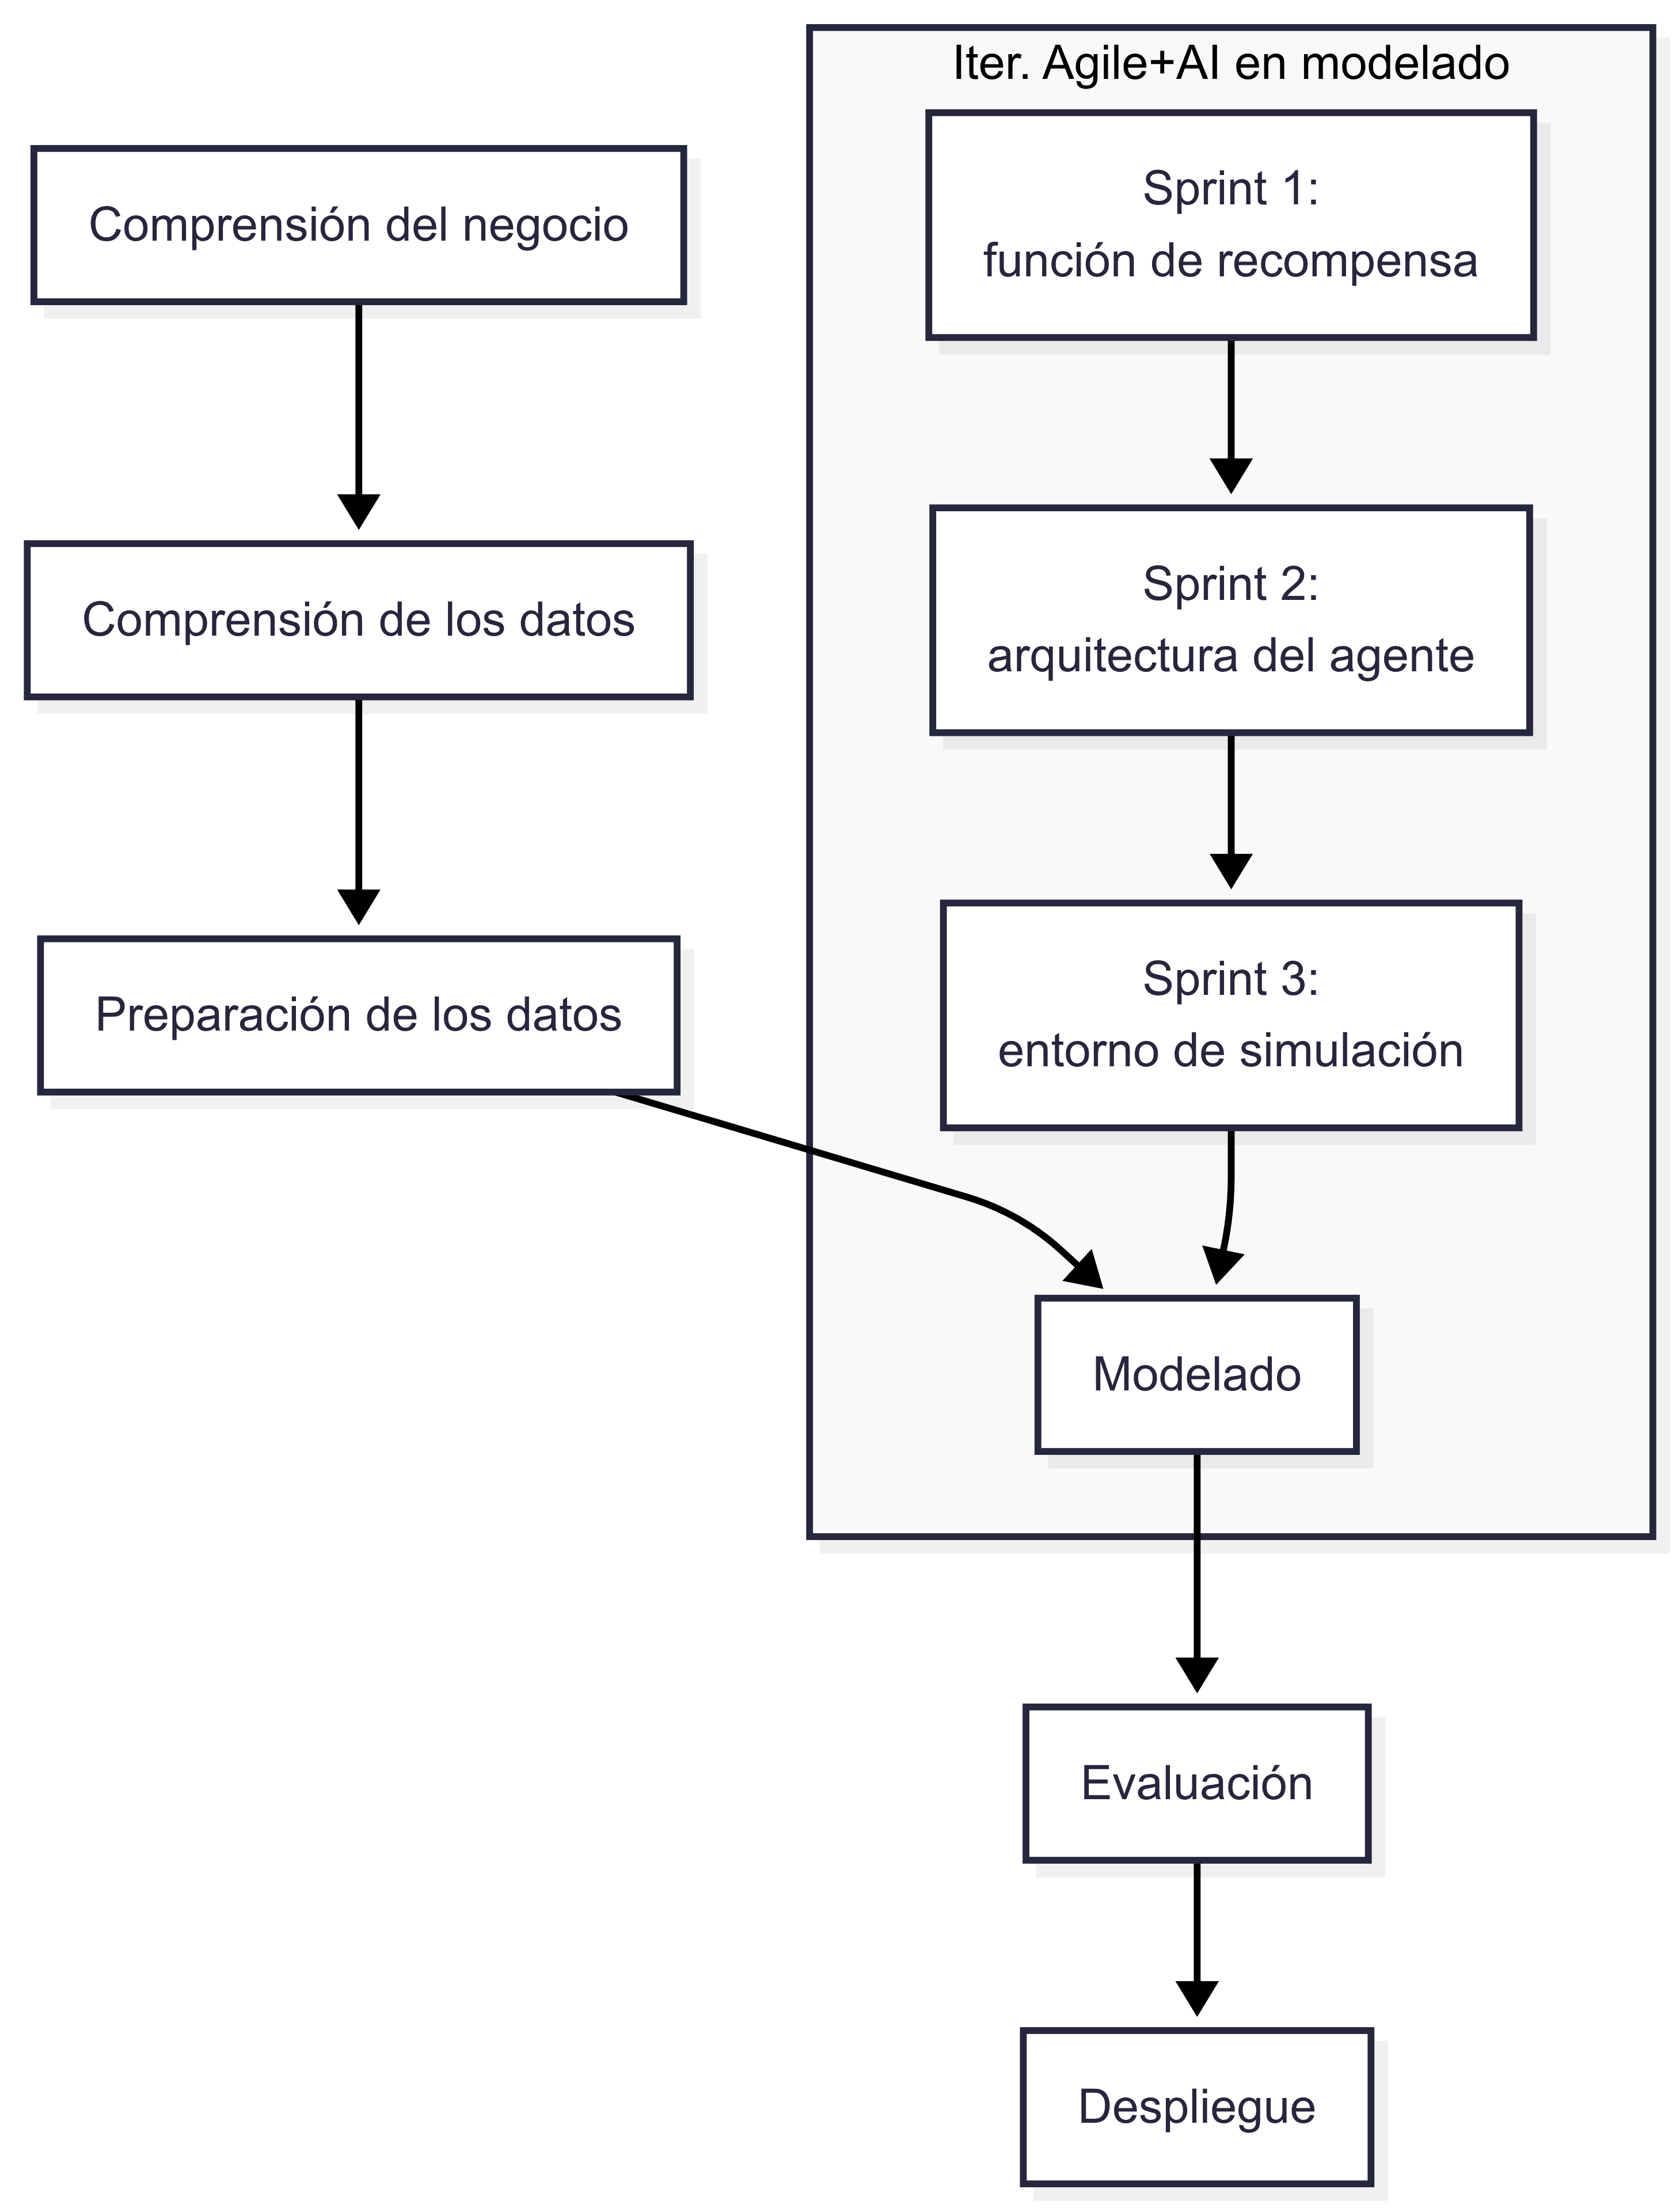 Comprensión del negocio
Comprensión de los datos
Preparación de los datos
Iter. Agile+AI en modelado
Sprint 1:
función de recompensa
Sprint 2:
arquitectura del agente
Sprint 3:
entorno de simulación
Modelado
Evaluación
Despliegue